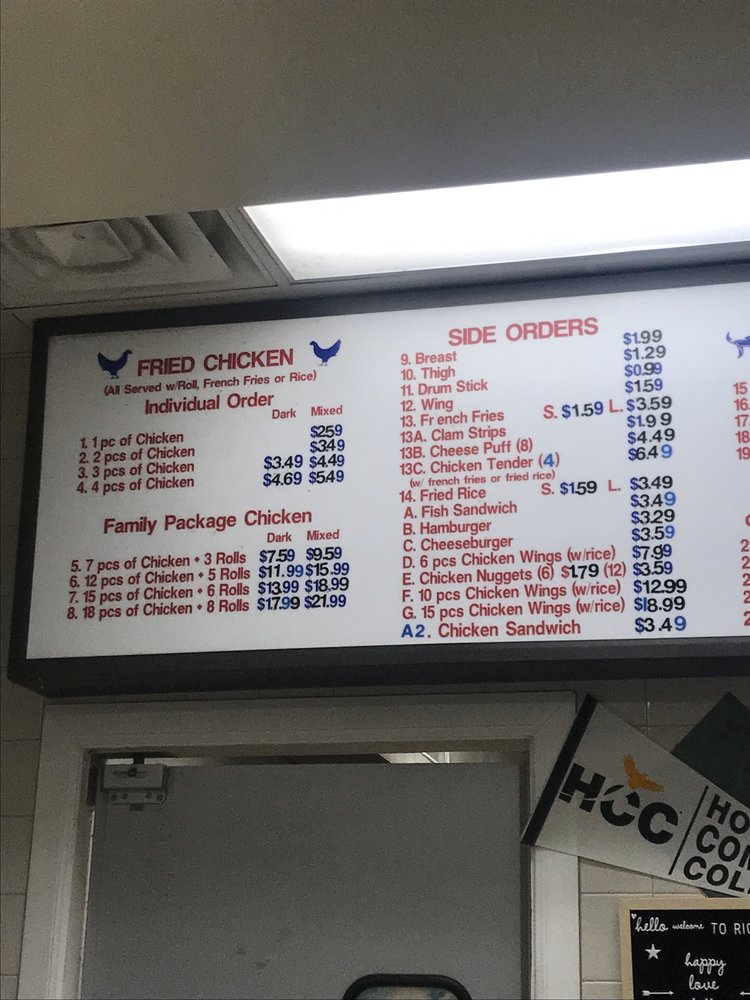 FRIED CHICKEN
(All Served w/Roll, French Fries or Rice)
Individual Order
Dark Mixed
1. 1 pc of Chicken $2.59
2. 2 pcs of Chicken $3.49
3. 3 pcs of Chicken $3.49 $4.49
4. 4 pcs of Chicken $4.69 $5.49
Family Package Chicken
Dark Mixed
5. 7 pcs of Chicken • 3 Rolls $7.59 $9.59
6. 12 pcs of Chicken • 5 Rolls $11.99 $15.99
7. 15 pcs of Chicken • 6 Rolls $13.99 $18.99
8. 18 pcs of Chicken • 8 Rolls $17.99 $21.99
SIDE ORDERS
9. Breast $1.99
10. Thigh $1.29
11. Drum Stick $0.99
12. Wing $1.59
13. French Fries S. $1.59 L. $3.59
13A. Clam Strips $1.99
13B. Cheese Puff (8) $4.49
13C. Chicken Tender (4) $6.49
(w/ french fries or fried rice)
14. Fried Rice S. $1.59 L. $3.49
A. Fish Sandwich $3.49
B. Hamburger $3.29
C. Cheeseburger $3.59
D. 6 pcs Chicken Wings (w/rice) $7.99
E. Chicken Nuggets (6) $1.79 (12) $3.59
F. 10 pcs Chicken Wings (w/rice) $12.99
G. 15 pcs Chicken Wings (w/rice) $18.99
A2. Chicken Sandwich $3.49
15
16.
17.
18
19
HCC
HO
COM
COLL
hello welcome TO RIC
happy
love